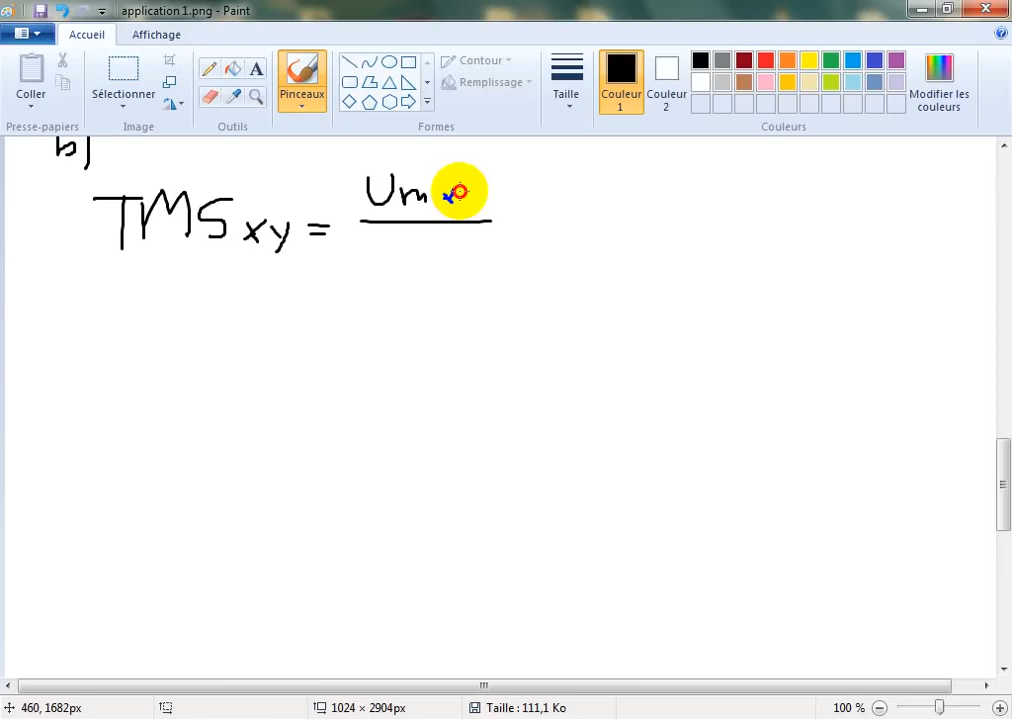 application 1.png - Paint
Accueil
Affichage
Coller
Sélectionner
Pinceaux
Contour
Remplissage
Taille
Couleur
1
Couleur
2
Modifier les
couleurs
Presse-papiers
Image
Outils
Formes
Couleurs
b)
TMS xy = Um x
460, 1682px
1024 × 2904px
Taille : 111,1 Ko
100 %